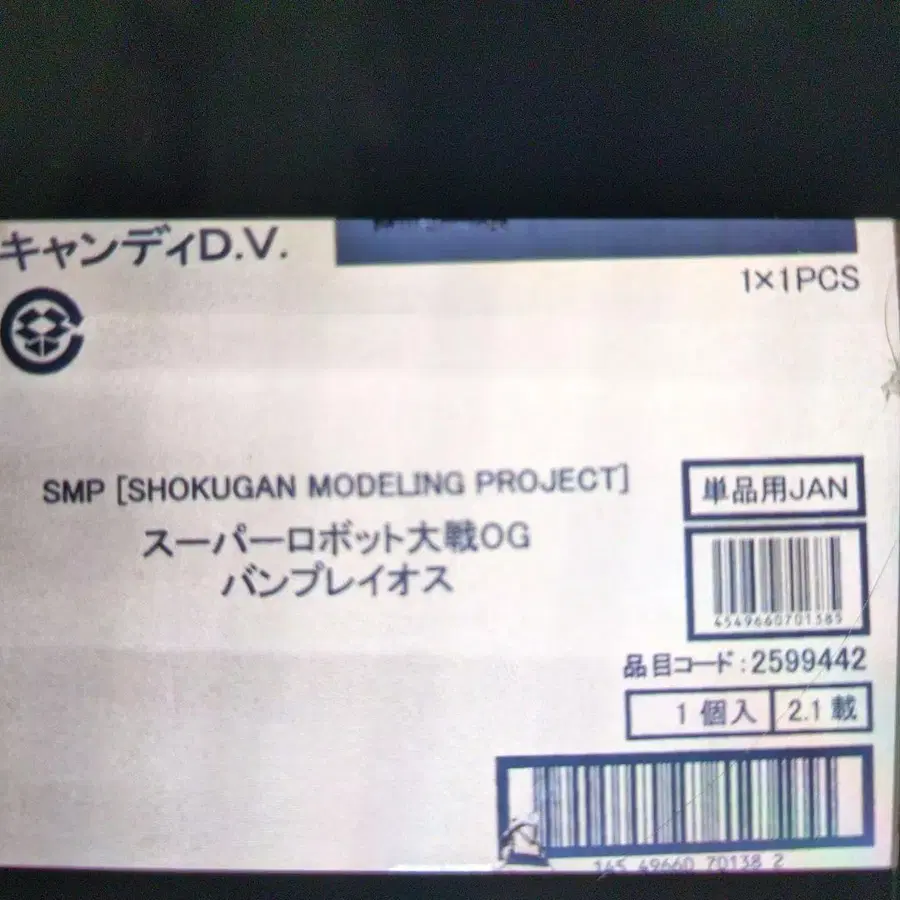 キャンディD.V.
1×1PCS
SMP [SHOKUGAN MODELING PROJECT]
スーパーロボット大戦OG
バンプレイオス
単品用JAN
4549660701385
品目コード:2599442
1 個入 2.1 載
145 49660 70138 2